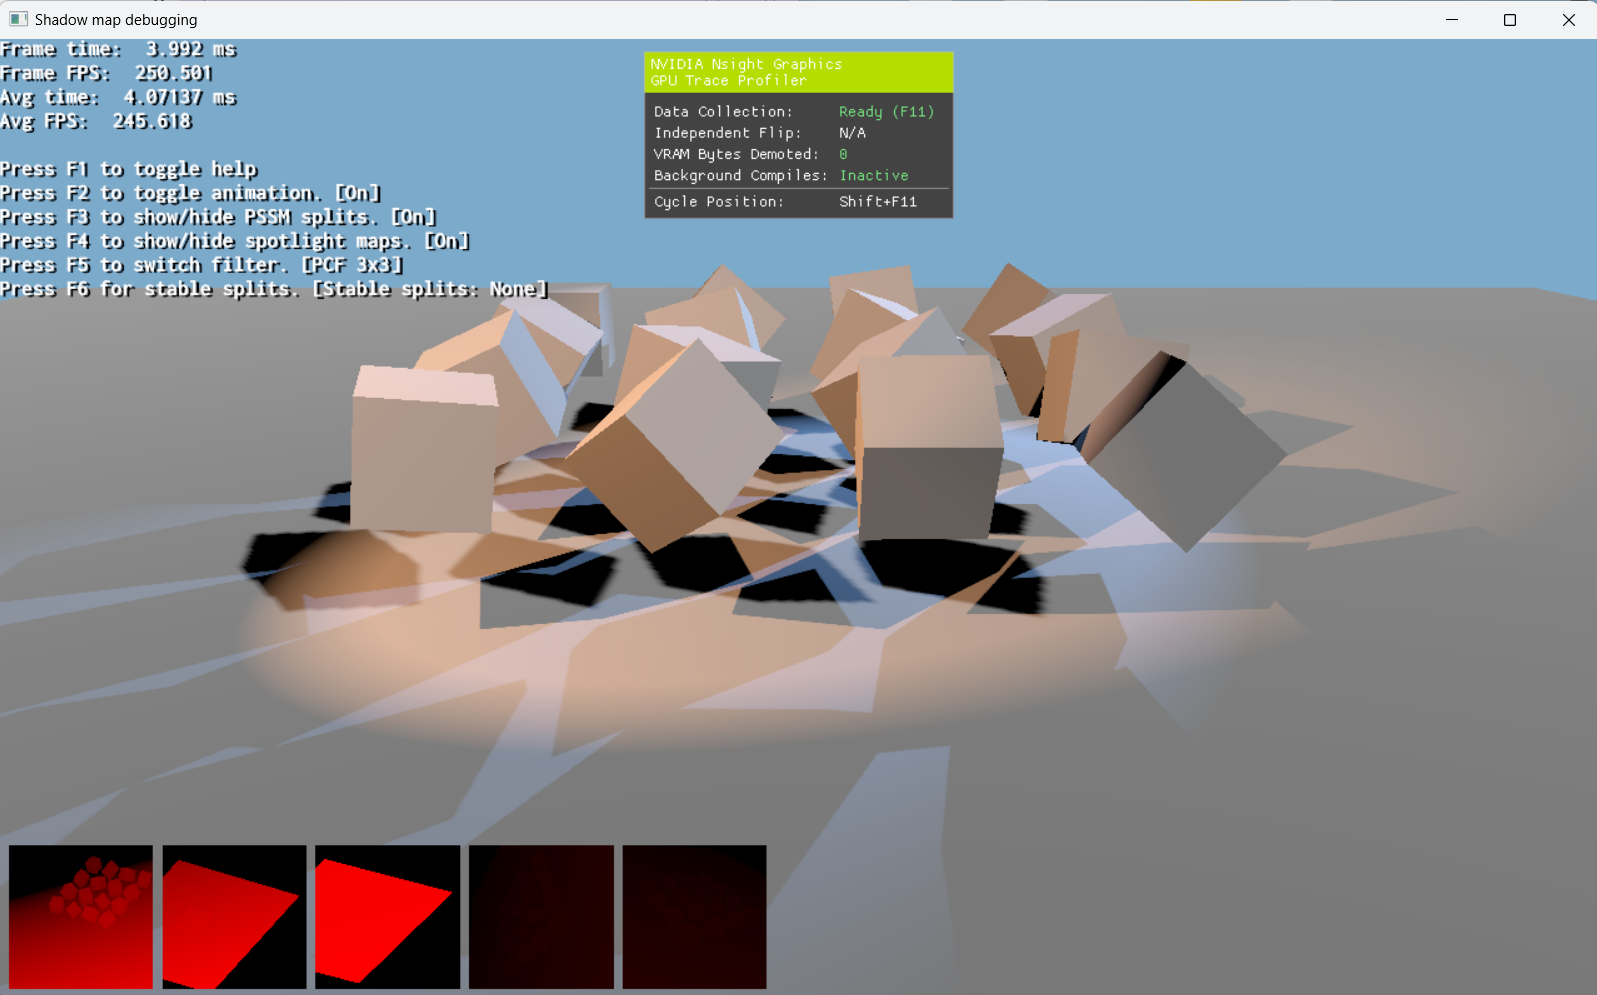 Shadow map debugging
Frame time:  3.992 ms
Frame FPS:  250.501
Avg time:  4.07137 ms
Avg FPS:  245.618
Press F1 to toggle help
Press F2 to toggle animation. [On]
Press F3 to show/hide PSSM splits. [On]
Press F4 to show/hide spotlight maps. [On]
Press F5 to switch filter. [PCF 3x3]
Press F6 for stable splits. [Stable splits: None]
NVIDIA Nsight Graphics
GPU Trace Profiler
Data Collection: Ready (F11)
Independent Flip: N/A
VRAM Bytes Demoted: 0
Background Compiles: Inactive
Cycle Position: Shift+F11